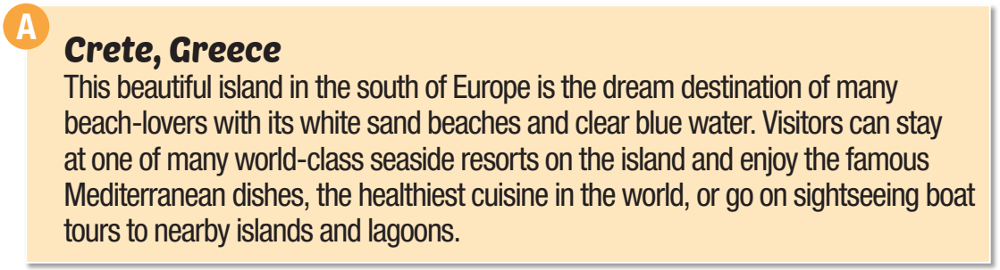 A
Crete, Greece
This beautiful island in the south of Europe is the dream destination of many
beach-lovers with its white sand beaches and clear blue water. Visitors can stay
at one of many world-class seaside resorts on the island and enjoy the famous
Mediterranean dishes, the healthiest cuisine in the world, or go on sightseeing boat
tours to nearby islands and lagoons.